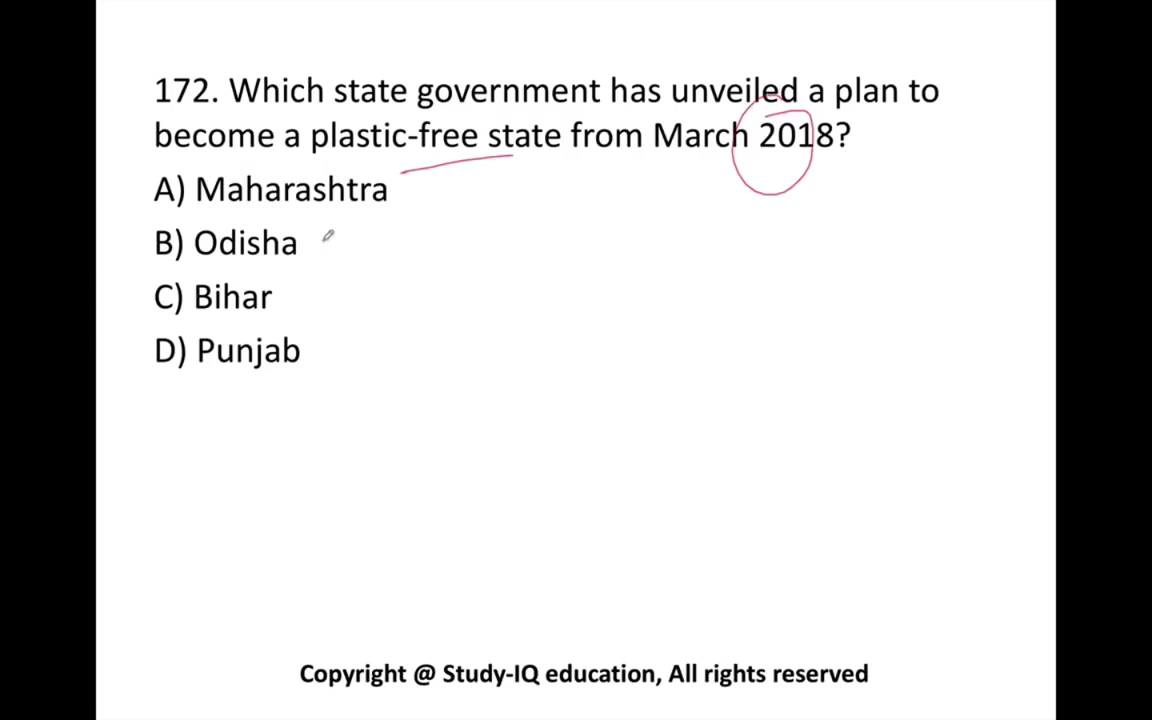 172. Which state government has unveiled a plan to
become a plastic-free state from March 2018?
A) Maharashtra
B) Odisha
C) Bihar
D) Punjab
Copyright @ Study-IQ education, All rights reserved